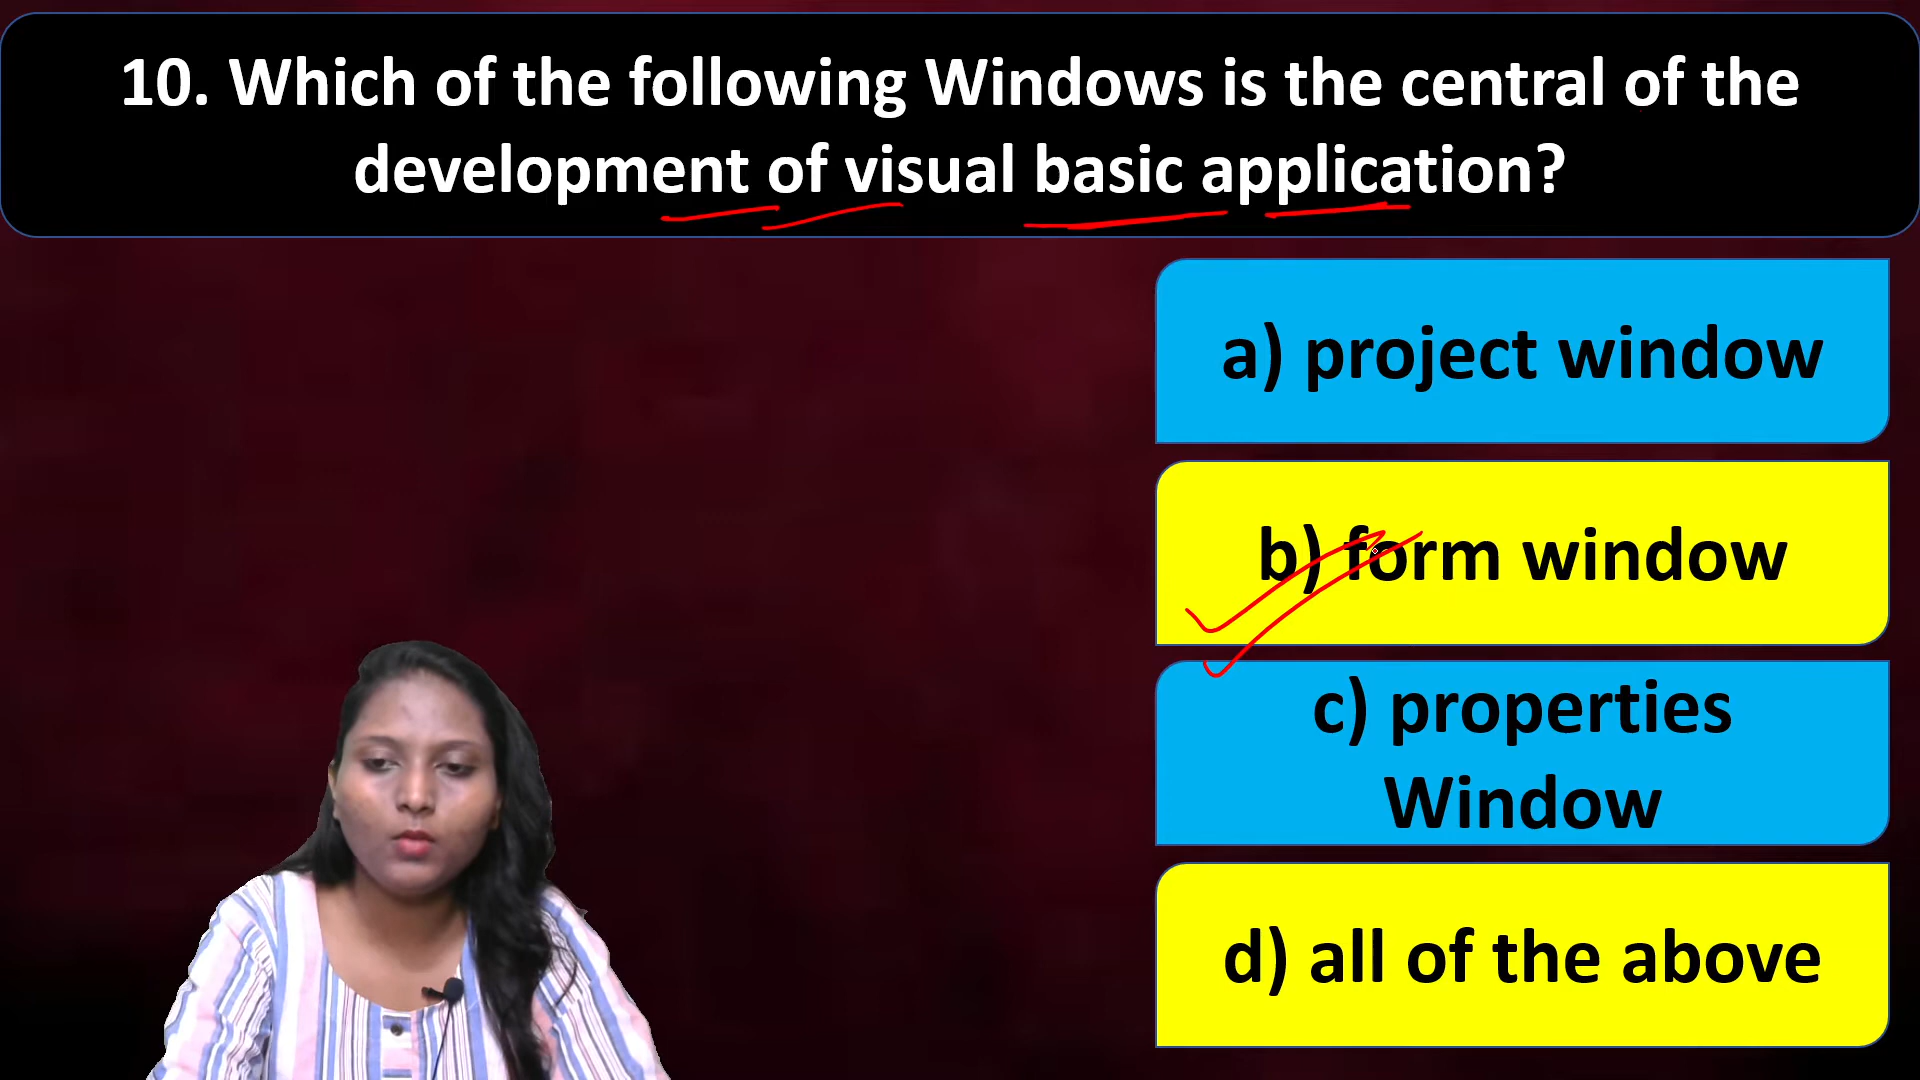 10. Which of the following Windows is the central of the
development of visual basic application?
a) project window
b) form window
c) properties
Window
d) all of the above